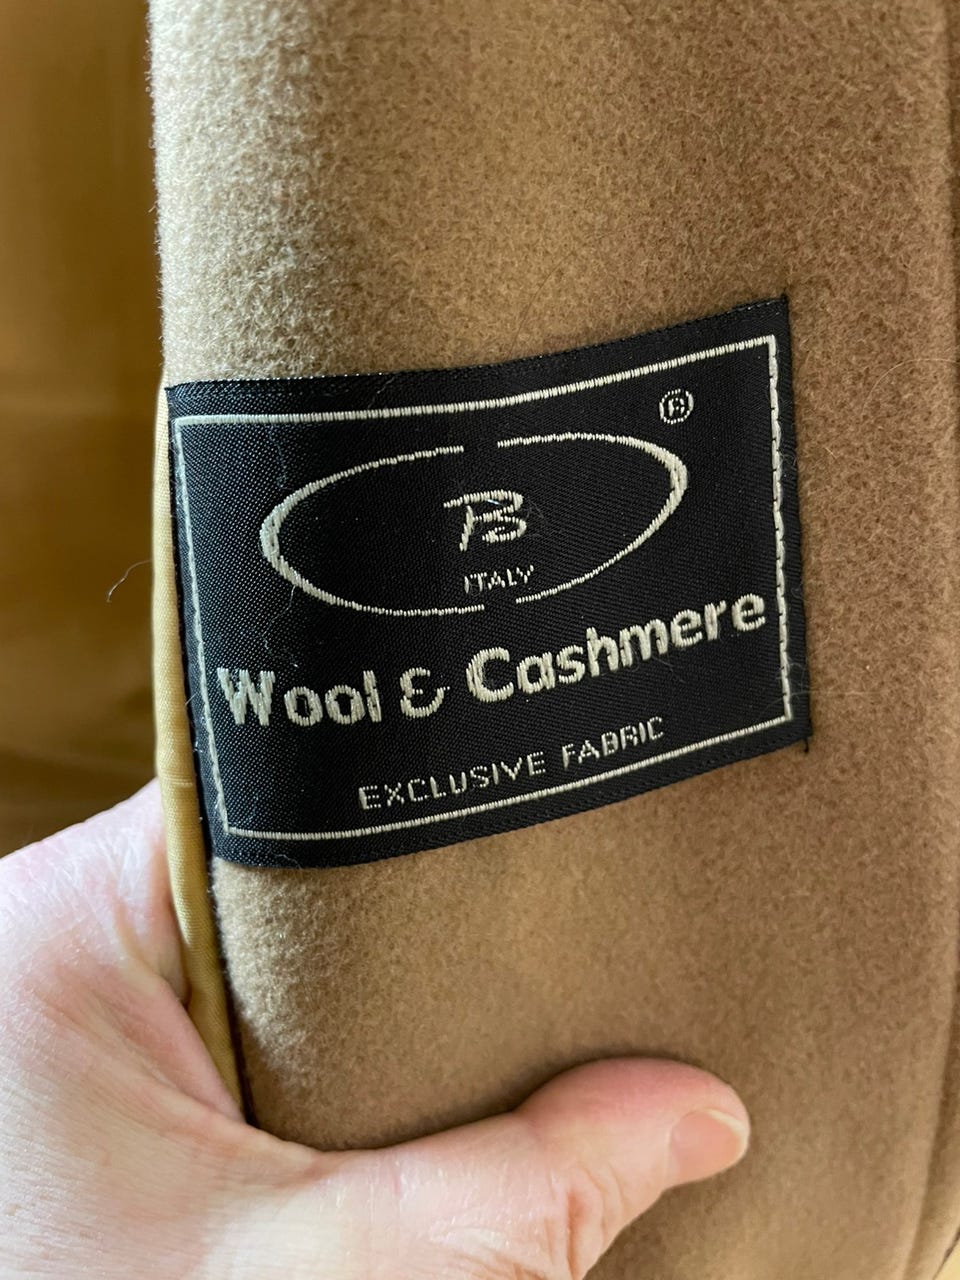 ®
B
ITALY
Wool & Cashmere
EXCLUSIVE FABRIC